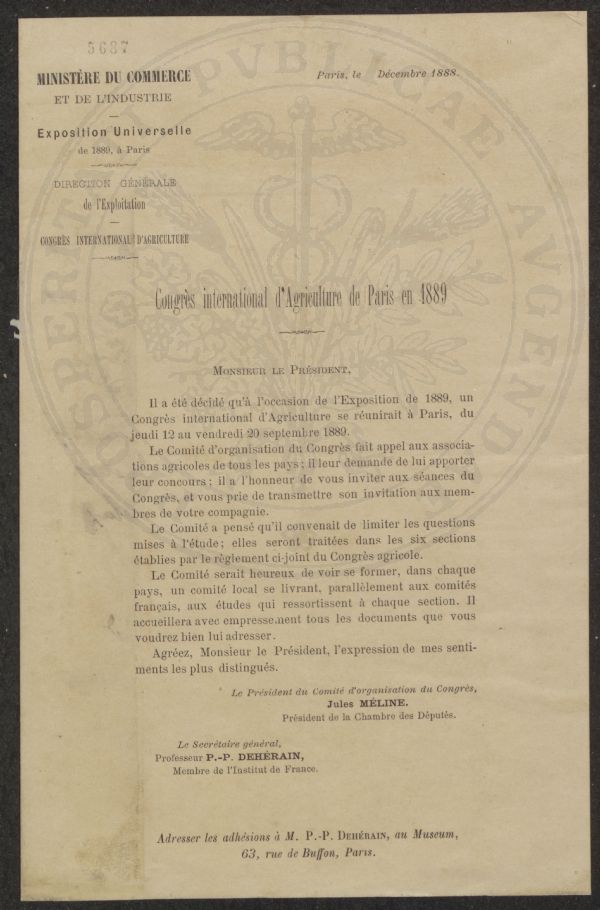 5687
MINISTÈRE DU COMMERCE
ET DE L'INDUSTRIE
Exposition Universelle
de 1889, à Paris
DIRECTION GÉNÉRALE
de l'Exploitation
CONGRÈS INTERNATIONAL D'AGRICULTURE
Paris, le Décembre 1888.
Congrès international d'Agriculture de Paris en 1889
MONSIEUR LE PRÉSIDENT,
Il a été décidé qu'à l'occasion de l'Exposition de 1889, un
Congrès international d'Agriculture se réunirait à Paris, du
jeudi 12 au vendredi 20 septembre 1889.
Le Comité d'organisation du Congrès fait appel aux associa-
tions agricoles de tous les pays; il leur demande de lui apporter
leur concours; il a l'honneur de vous inviter aux séances du
Congrès, et vous prie de transmettre son invitation aux mem-
bres de votre compagnie.
Le Comité a pensé qu'il convenait de limiter les questions
mises à l'étude; elles seront traitées dans les six sections
établies par le règlement ci-joint du Congrès agricole.
Le Comité serait heureux de voir se former, dans chaque
pays, un comité local se livrant, parallèlement aux comités
français, aux études qui ressortissent à chaque section. Il
accueillera avec empressement tous les documents que vous
voudrez bien lui adresser.
Agréez, Monsieur le Président, l'expression de mes senti-
ments les plus distingués.
Le Président du Comité d'organisation du Congrès,
Jules MÉLINE,
Président de la Chambre des Députés.
Le Secrétaire général,
Professeur P.-P. DEHÉRAIN,
Membre de l'Institut de France.
Adresser les adhésions à M. P.-P. DEHÉRAIN, au Museum,
63, rue de Buffon, Paris.